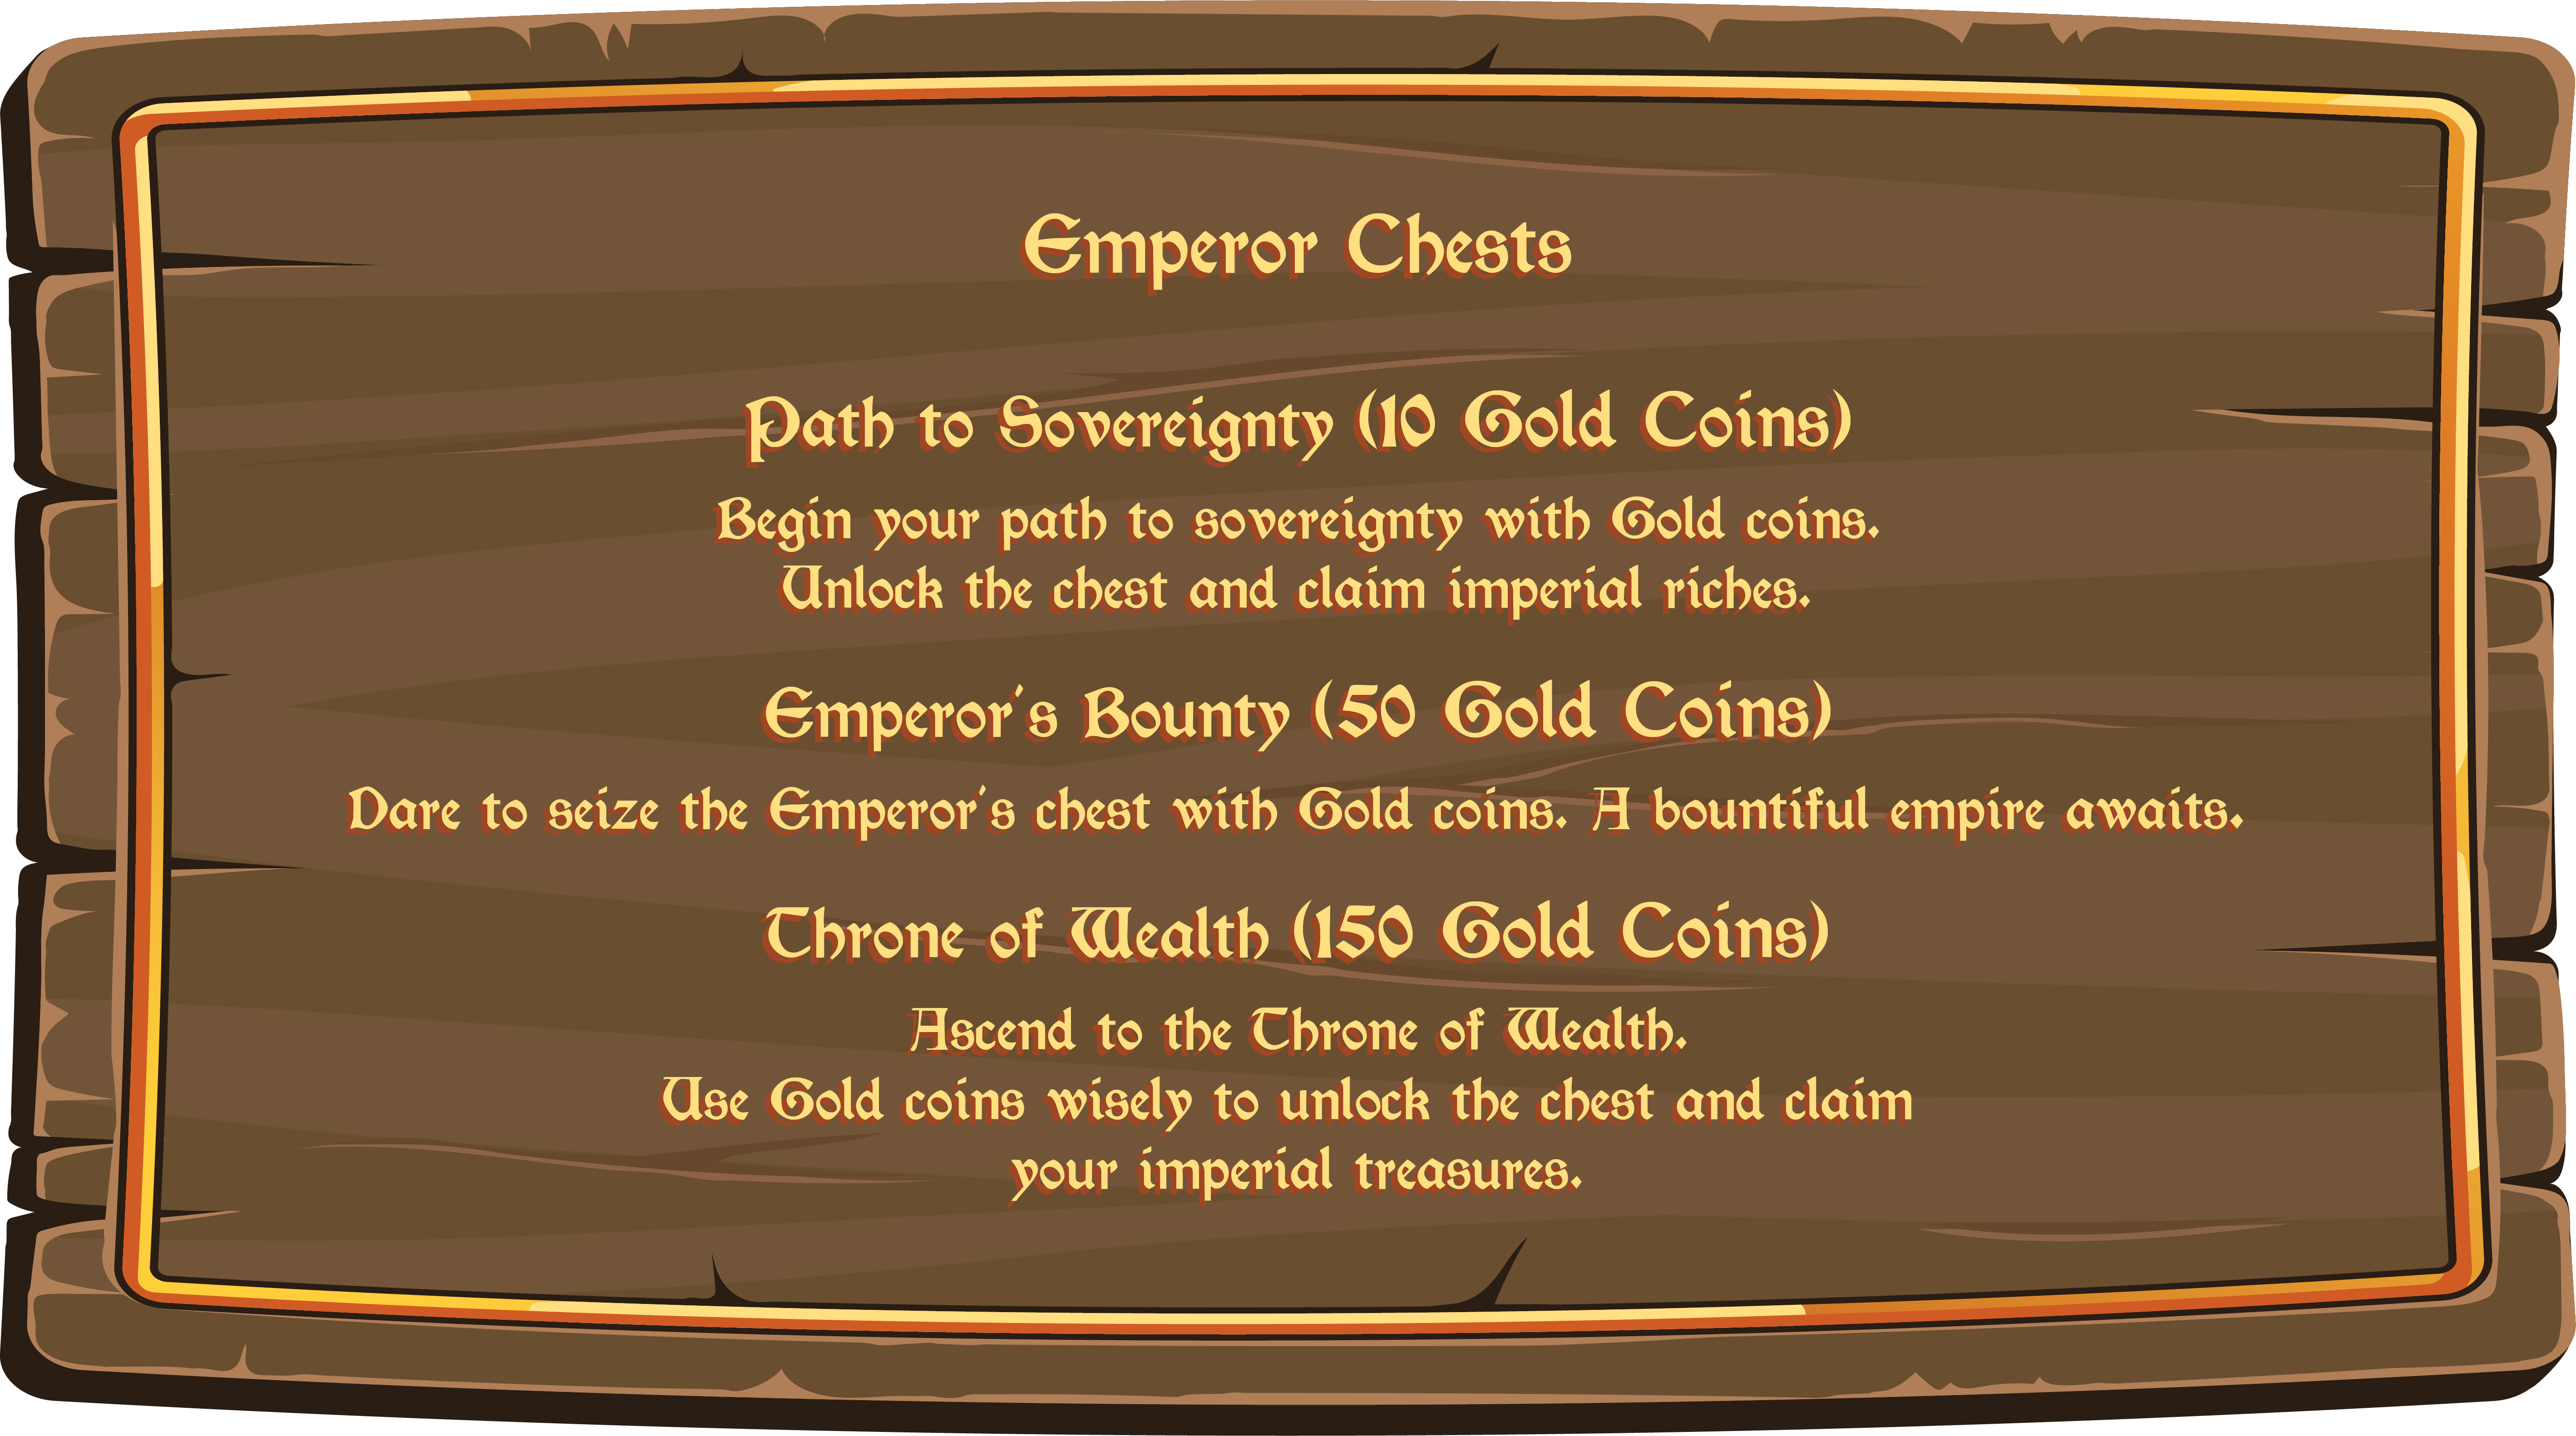 Emperor Chests
Path to Sovereignty (10 Gold Coins)
Begin your path to sovereignty with Gold coins.
Unlock the chest and claim imperial riches.
Emperor's Bounty (50 Gold Coins)
Dare to seize the Emperor's chest with Gold coins. A bountiful empire awaits.
Throne of Wealth (150 Gold Coins)
Ascend to the Throne of Wealth.
Use Gold coins wisely to unlock the chest and claim
your imperial treasures.